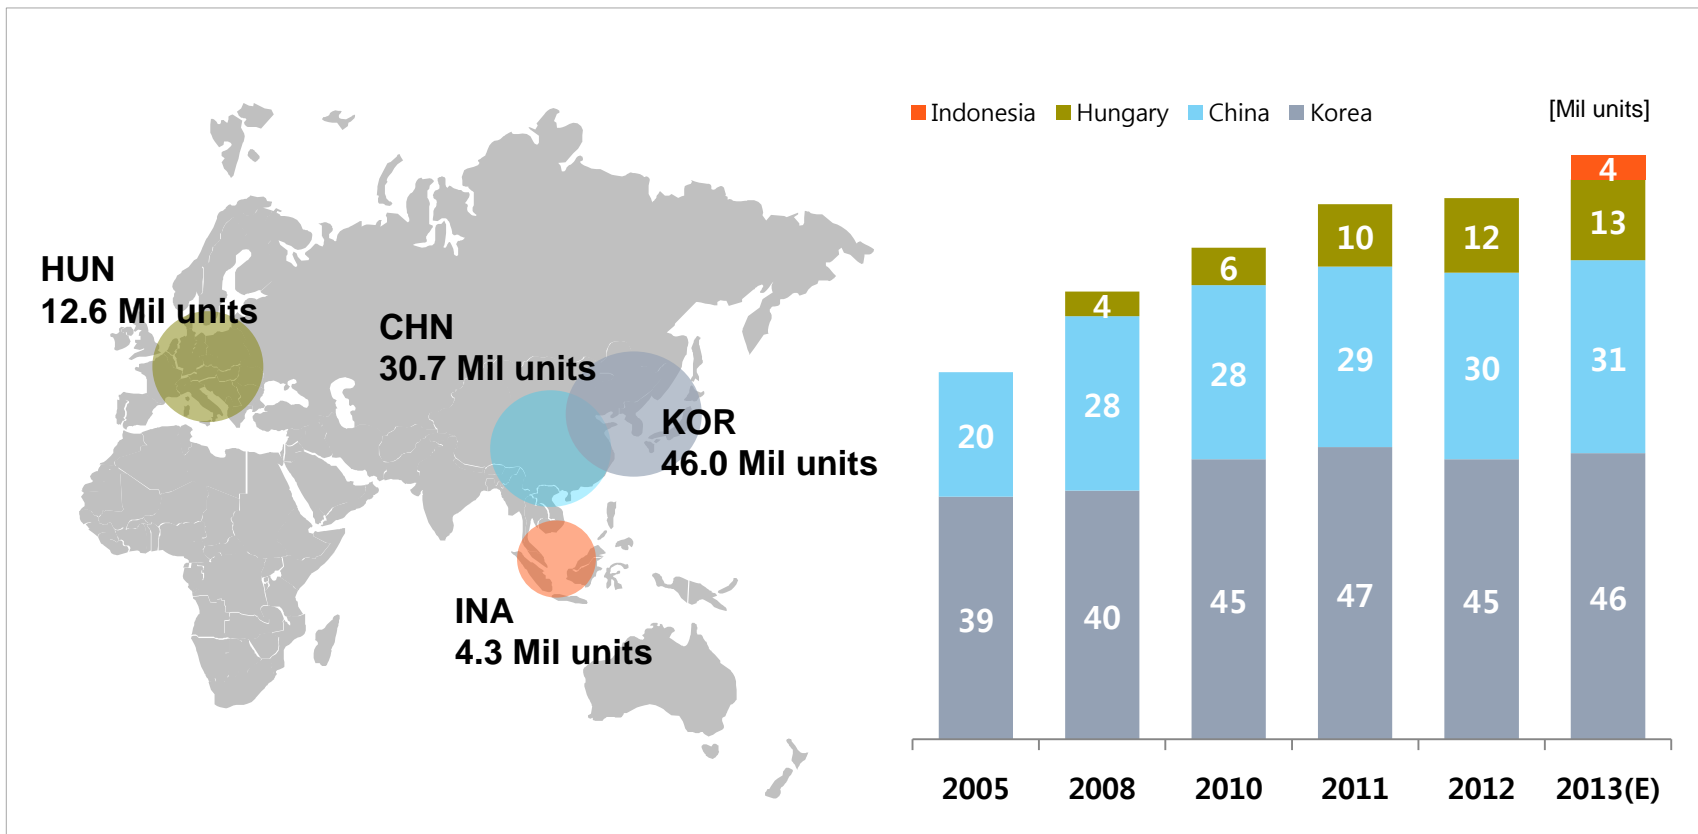 HUN
12.6 Mil units
CHN
30.7 Mil units
KOR
46.0 Mil units
INA
4.3 Mil units
Indonesia Hungary China Korea
[Mil units]
4
13
31
46
12
30
45
10
29
47
6
28
45
4
28
40
20
39
2005 2008 2010 2011 2012 2013(E)